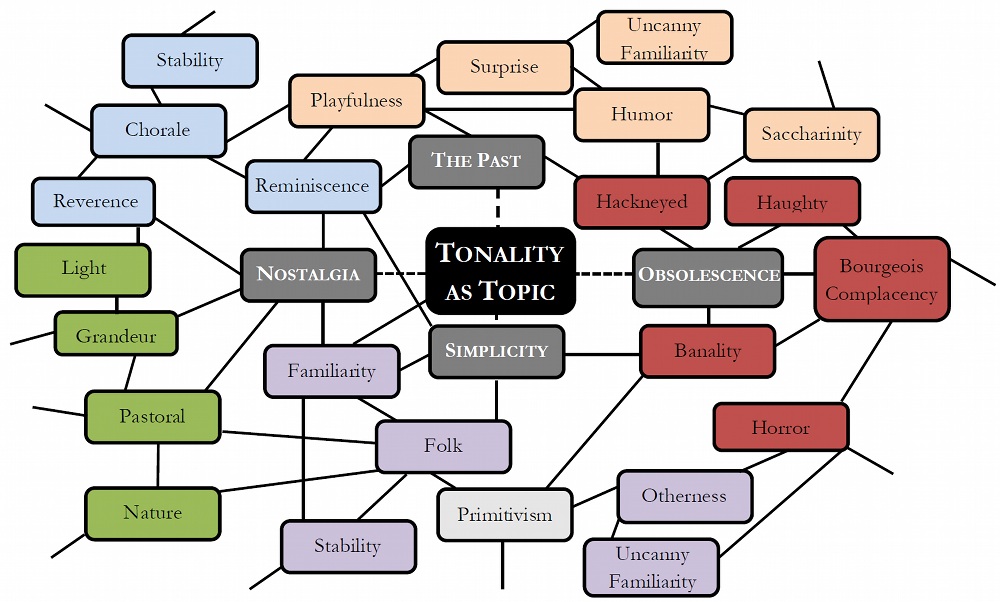 Uncanny
Familiarity
Stability
Surprise
Playfulness
Humor
Chorale
Saccharinity
The Past
Reminiscence
Reverence
Hackneyed
Haughty
Light
Nostalgia
Tonality
as Topic
Obsolescence
Bourgeois
Complacency
Grandeur
Simplicity
Banality
Familiarity
Pastoral
Horror
Folk
Otherness
Nature
Primitivism
Stability
Uncanny
Familiarity